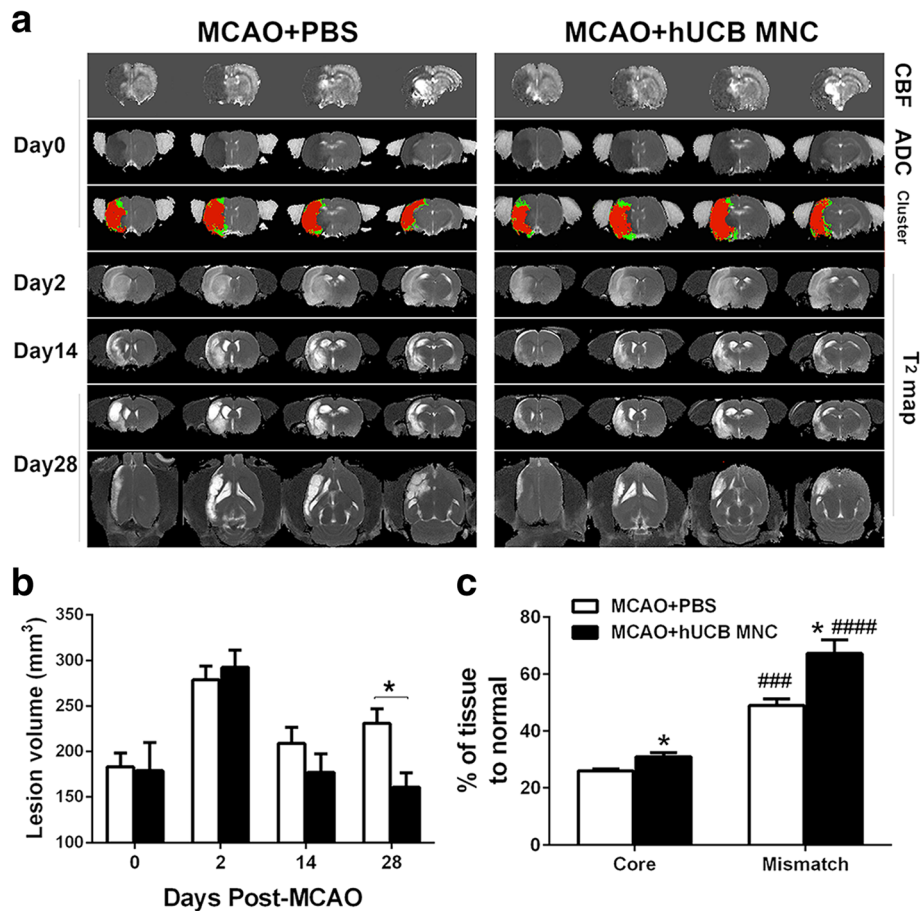 a
MCAO+PBS
MCAO+hUCB MNC
CBF
Day0
ADC
Cluster
Day2
Day14
T2 map
Day28
b
350
300
250
200
150
100
Lesion volume (mm3)
*
0 2 14 28
Days Post-MCAO
c
MCAO+PBS
MCAO+hUCB MNC
80
60
40
20
0
% of tissue
to normal
*
###
* ####
Core Mismatch